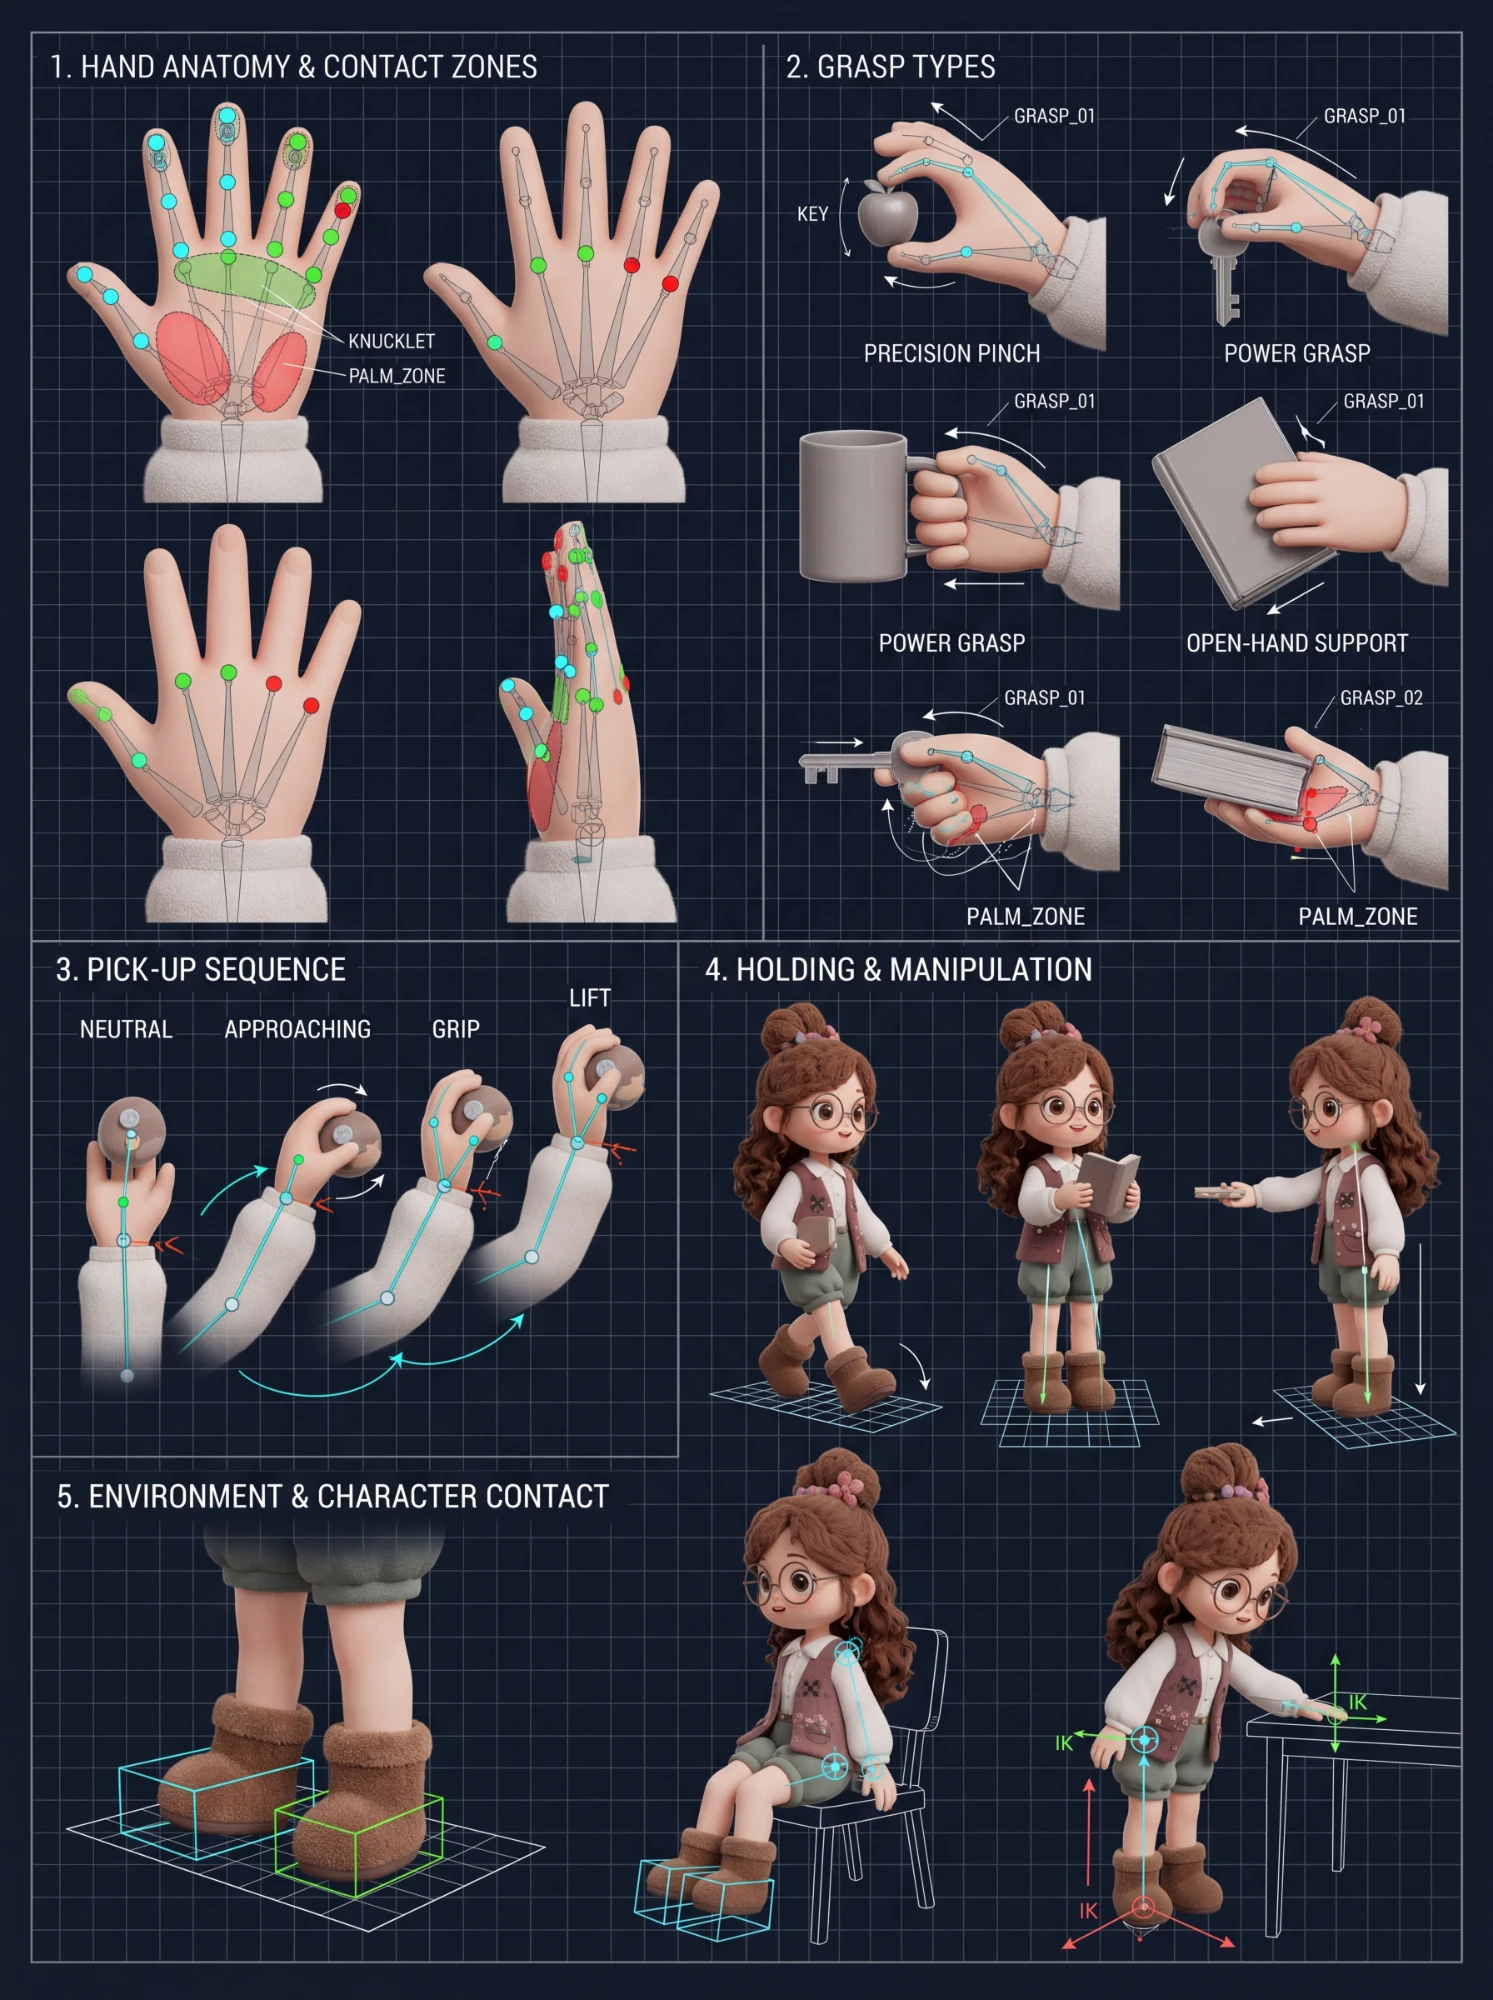 1. HAND ANATOMY & CONTACT ZONES
KNUCKLET
PALM_ZONE
2. GRASP TYPES
GRASP_01
GRASP_01
KEY
PRECISION PINCH
POWER GRASP
GRASP_01
GRASP_01
POWER GRASP
OPEN-HAND SUPPORT
GRASP_01
GRASP_02
PALM_ZONE
PALM_ZONE
3. PICK-UP SEQUENCE
NEUTRAL
APPROACHING
GRIP
LIFT
4. HOLDING & MANIPULATION
5. ENVIRONMENT & CHARACTER CONTACT
IK
IK
IK